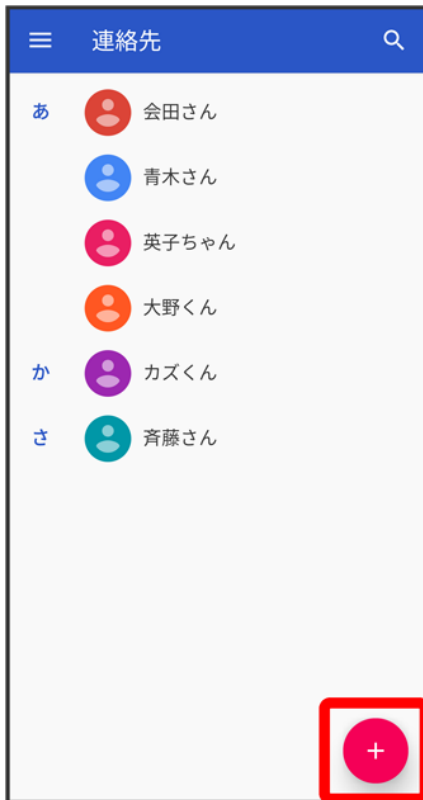 連絡先
あ 会田さん
青木さん
英子ちゃん
大野くん
か カズくん
さ 斉藤さん
+